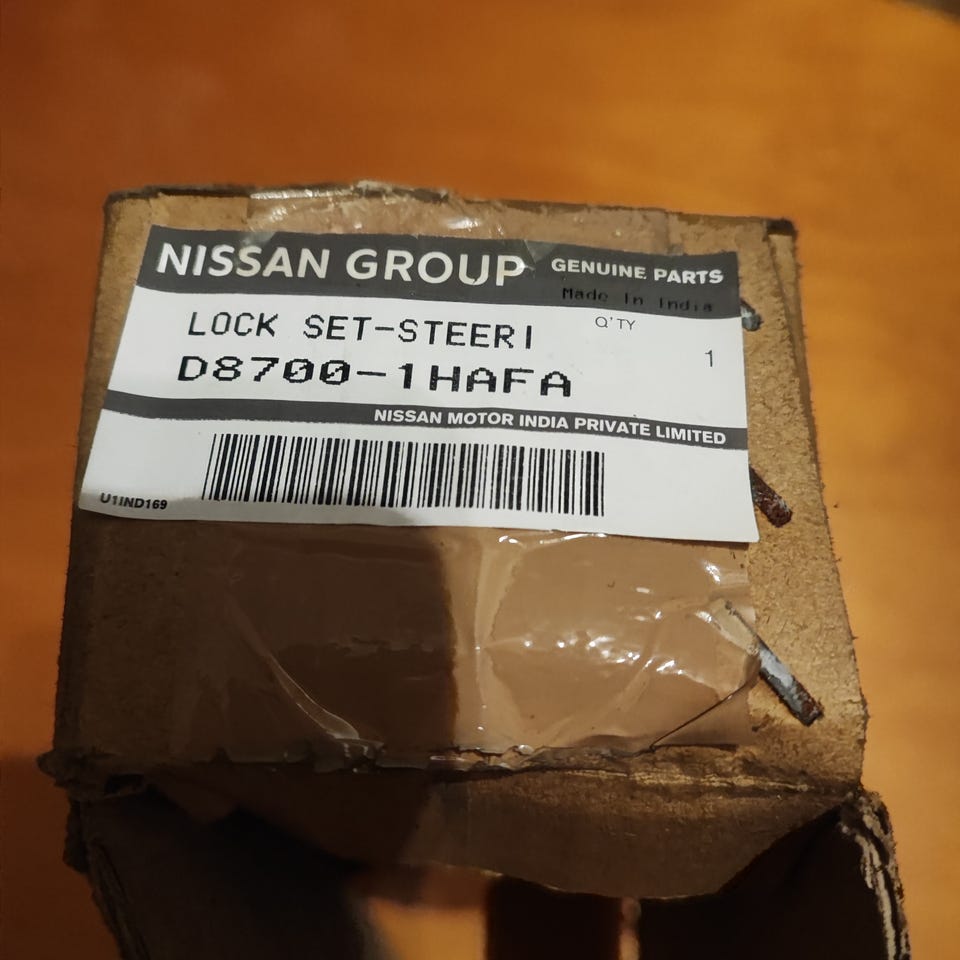 NISSAN GROUP GENUINE PARTS
Made In India
LOCK SET-STEERI Q'TY
1
D8700-1HAFA
NISSAN MOTOR INDIA PRIVATE LIMITED
U1IND169